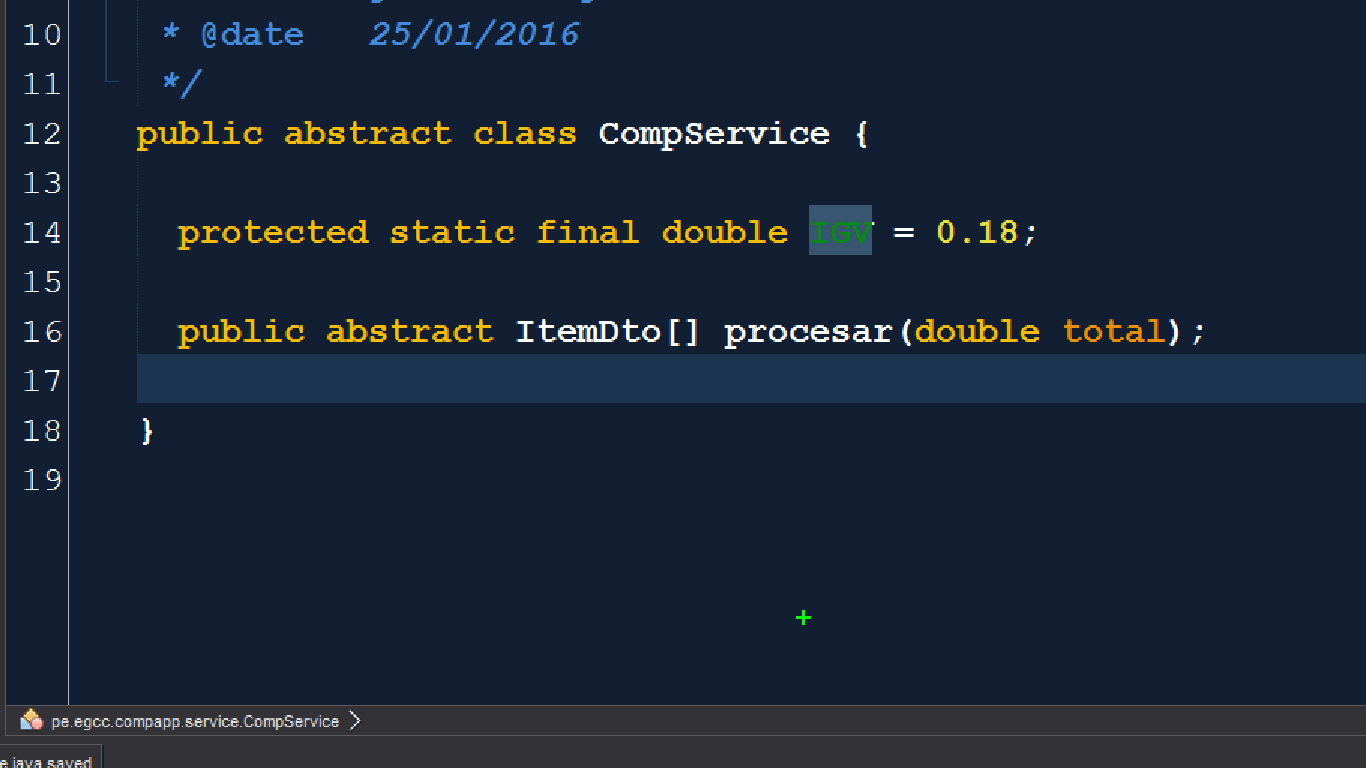 10 * @date 25/01/2016
11 */
12 public abstract class CompService {
13
14 protected static final double IGV = 0.18;
15
16 public abstract ItemDto[] procesar(double total);
17
18 }
19
pe.egcc.compapp.service.CompService
e.java saved